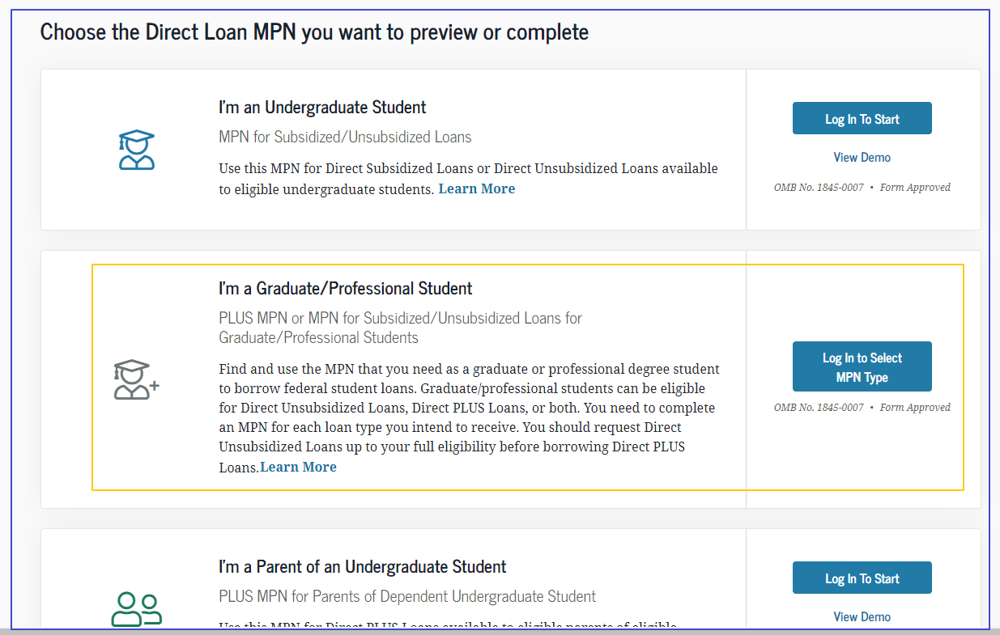 Choose the Direct Loan MPN you want to preview or complete
I'm an Undergraduate Student
MPN for Subsidized/Unsubsidized Loans
Use this MPN for Direct Subsidized Loans or Direct Unsubsidized Loans available
to eligible undergraduate students. Learn More
Log In To Start
View Demo
OMB No. 1845-0007 • Form Approved
I'm a Graduate/Professional Student
PLUS MPN or MPN for Subsidized/Unsubsidized Loans for
Graduate/Professional Students
Find and use the MPN that you need as a graduate or professional degree student
to borrow federal student loans. Graduate/professional students can be eligible
for Direct Unsubsidized Loans, Direct PLUS Loans, or both. You need to complete
an MPN for each loan type you intend to receive. You should request Direct
Unsubsidized Loans up to your full eligibility before borrowing Direct PLUS
Loans.Learn More
Log In to Select
MPN Type
OMB No. 1845-0007 • Form Approved
I'm a Parent of an Undergraduate Student
PLUS MPN for Parents of Dependent Undergraduate Student
Use this MPN for Direct PLUS Loans available to eligible parents of eligible
Log In To Start
View Demo